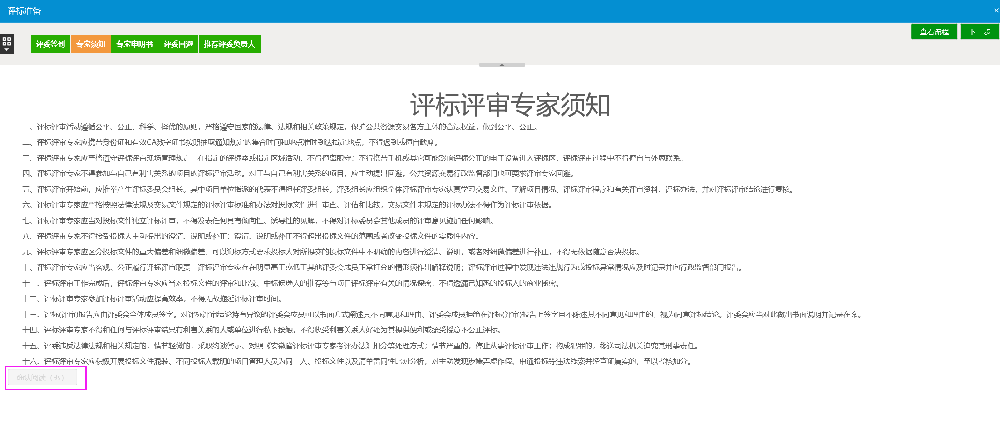 评标准备
×
查看流程 下一步
评委签到 专家须知 专家申明书 评委回避 推荐评委负责人
评标评审专家须知
一、评标评审活动遵循公平、公正、科学、择优的原则，严格遵守国家的法律、法规和相关政策规定，保护公共资源交易各方主体的合法权益，做到公平、公正。
二、评标评审专家应携带身份证和有效CA数字证书按照抽取通知规定的集合时间和地点准时到达指定地点，不得迟到或擅自缺席。
三、评标评审专家应严格遵守评标评审现场管理规定，在指定的评标室或指定区域活动，不得擅离职守；不得携带手机或其它可能影响评标公正的电子设备进入评标区，评标评审过程中不得擅自与外界联系。
四、评标评审专家不得参加与自己有利害关系的项目的评标评审活动。对于与自己有利害关系的项目，应主动提出回避。公共资源交易行政监督部门也可要求评审专家回避。
五、评标评审开始前，应推举产生评标委员会组长。其中项目单位指派的代表不得担任评委组长。评委组长应组织全体评标评审专家认真学习交易文件、了解项目情况、评标评审程序和有关评审资料、评标办法，并对评标评审结论进行复核。
六、评标评审专家应严格按照法律法规及交易文件规定的评标评审标准和办法对投标文件进行审查、评估和比较，交易文件未规定的评标办法不得作为评标评审依据。
七、评标评审专家应当对投标文件独立评标评审，不得发表任何具有倾向性、诱导性的见解，不得对评标委员会其他成员的评审意见施加任何影响。
八、评标评审专家不得接受投标人主动提出的澄清、说明或补正；澄清、说明或补正不得超出投标文件的范围或者改变投标文件的实质性内容。
九、评标评审专家应区分投标文件的重大偏差和细微偏差，可以询标方式要求投标人对所提交的投标文件中不明确的内容进行澄清、说明，或者对细微偏差进行补正，不得无依据随意否决投标。
十、评标评审专家应当客观、公正履行评标评审职责，评标评审专家存在明显高于或低于其他评委会成员正常打分的情形须作出解释说明；评标评审过程中发现违法违规行为或投标异常情况应及时记录并向行政监督部门报告。
十一、评标评审工作完成后，评标评审专家应当对投标文件的评审和比较、中标候选人的推荐等与项目评标评审有关的情况保密，不得透漏已知悉的投标人的商业秘密。
十二、评标评审专家参加评标评审活动应提高效率，不得无故拖延评标评审时间。
十三、评标(评审)报告应由评委会全体成员签字。对评标评审结论持有异议的评委会成员可以书面方式阐述其不同意见和理由。评委会成员拒绝在评标(评审)报告上签字且不陈述其不同意见和理由的，视为同意评标结论。评委会应当对此做出书面说明并记录在案。
十四、评标评审专家不得和任何与评标评审结果有利害关系的人或单位进行私下接触，不得收受利害关系人好处为其提供便利或接受授意不公正评标。
十五、评委违反法律法规和相关规定的，情节轻微的，采取约谈警示、对照《安徽省评标评审专家考评办法》扣分等处理方式；情节严重的，停止从事评标评审工作；构成犯罪的，移送司法机关追究其刑事责任。
十六、评标评审专家应积极开展投标文件混装、不同投标人载明的项目管理人员为同一人、投标文件以及清单雷同性比对分析，对主动发现涉嫌弄虚作假、串通投标等违法线索并经查证属实的，予以考核加分。
确认阅读（9s）